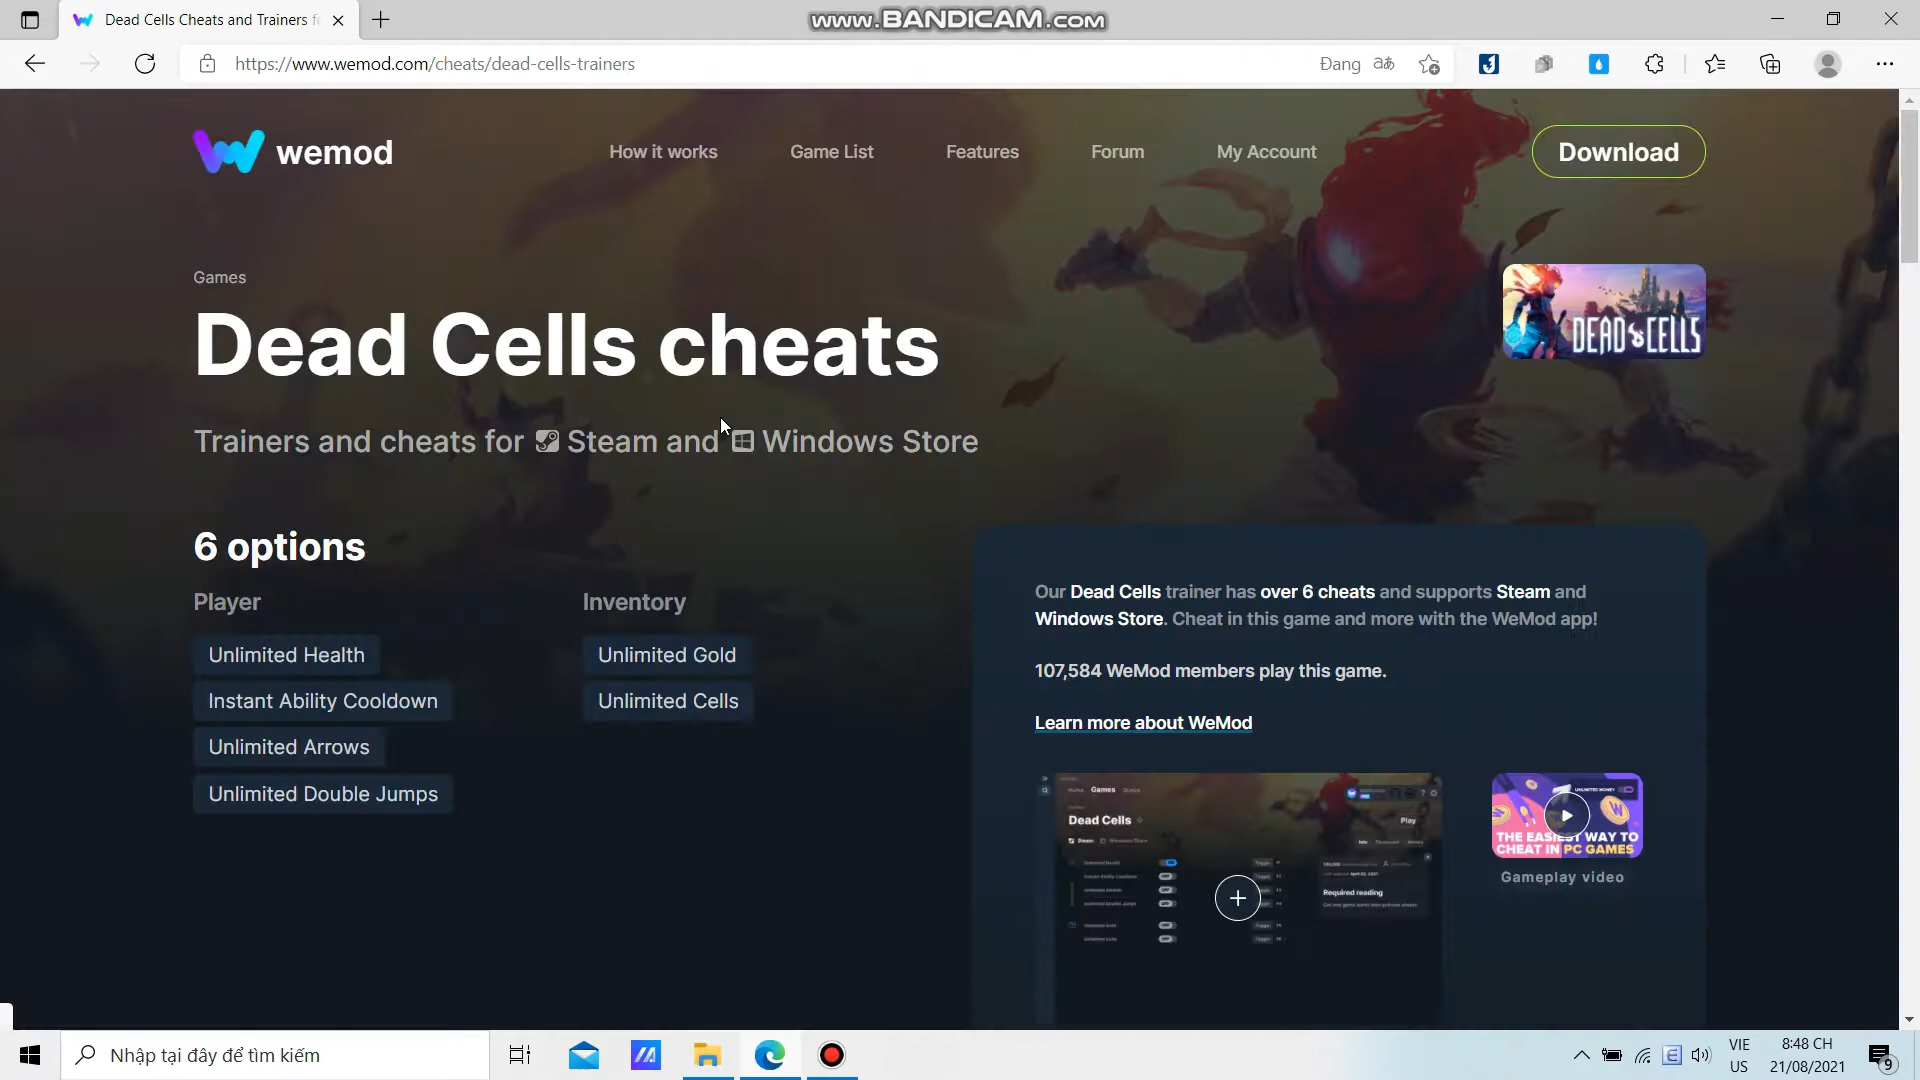 Dead Cells Cheats and Trainers f
www.BANDICAM.com
https://www.wemod.com/cheats/dead-cells-trainers
Đang
wemod
How it works
Game List
Features
Forum
My Account
Download
Games
Dead Cells cheats
DEAD CELLS
Trainers and cheats for Steam and Windows Store
6 options
Player
Unlimited Health
Instant Ability Cooldown
Unlimited Arrows
Unlimited Double Jumps
Inventory
Unlimited Gold
Unlimited Cells
Our Dead Cells trainer has over 6 cheats and supports Steam and
Windows Store. Cheat in this game and more with the WeMod app!
107,584 WeMod members play this game.
Learn more about WeMod
Home Games
Dead Cells
Play
Required reading
UNLIMITED MONEY
THE EASIEST WAY TO
CHEAT IN PC GAMES
Gameplay video
Nhập tại đây để tìm kiếm
VIE
US
8:48 CH
21/08/2021
9